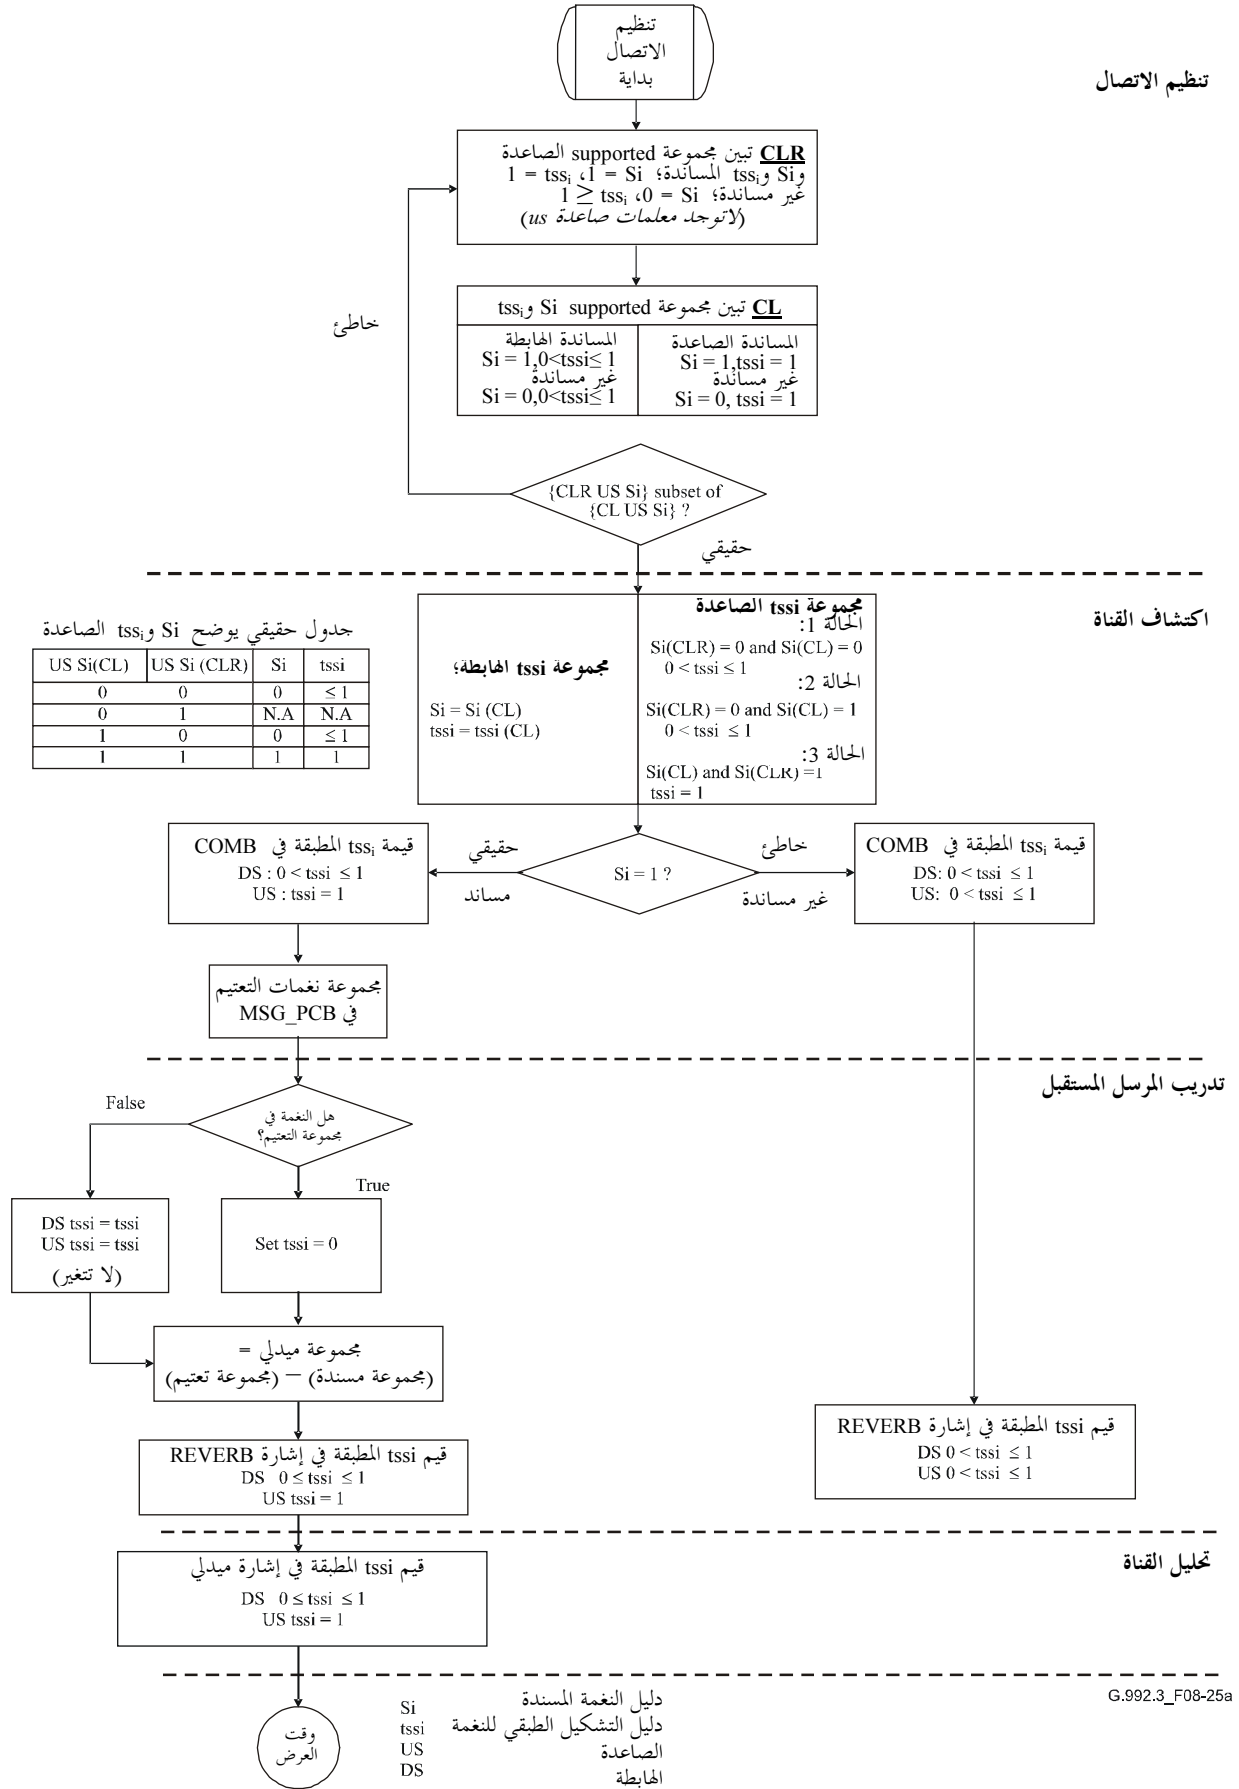 تنظيم
الاتصال
بداية
تنظيم الاتصال
CLR تبين مجموعة supported الصاعدة
وSi وtssi المساندة؛ Si = 1، tssi = 1
غير مساندة؛ Si = 0، tssi ≤ 1
(لاتوجد معلمات صاعدة us)
CL تبين مجموعة Si supported وtssi
المساندة الصاعدة
Si = 1,tssi = 1
غير مساندة
Si = 0, tssi = 1
المساندة الهابطة
Si = 1,0<tssi≤ 1
غير مساندة
Si = 0,0<tssi≤ 1
خاطئ
{CLR US Si} subset of
{CL US Si} ?
حقيقي
اكتشاف القناة
مجموعة tssi الصاعدة
الحالة 1:
Si(CLR) = 0 and Si(CL) = 0
0 < tssi ≤ 1
الحالة 2:
Si(CLR) = 0 and Si(CL) = 1
0 < tssi ≤ 1
الحالة 3:
Si(CL) and Si(CLR) =1
tssi = 1
مجموعة tssi الهابطة؛
Si = Si (CL)
tssi = tssi (CL)
جدول حقيقي يوضح Si وtssi الصاعدة
US Si(CL) US Si (CLR) Si tssi
0 0 0 ≤ 1
0 1 N.A N.A
1 0 0 ≤ 1
1 1 1 1
Si = 1 ?
خاطئ
غير مساندة
حقيقي
مساند
قيمة tssi المطبقة في COMB
DS: 0 < tssi ≤ 1
US: 0 < tssi ≤ 1
قيمة tssi المطبقة في COMB
DS : 0 < tssi ≤ 1
US : tssi = 1
مجموعة نغمات التعتيم
في MSG_PCB
تدريب المرسل المستقبل
هل النغمة في
مجموعة التعتيم؟
False
True
DS tssi = tssi
US tssi = tssi
(لا تتغير)
Set tssi = 0
مجموعة ميدلي =
(مجموعة مسندة) – (مجموعة تعتيم)
قيم tssi المطبقة في إشارة REVERB
DS 0 < tssi ≤ 1
US 0 < tssi ≤ 1
قيم tssi المطبقة في إشارة REVERB
DS 0 ≤ tssi ≤ 1
US tssi = 1
تحليل القناة
قيم tssi المطبقة في إشارة ميدلي
DS 0 ≤ tssi ≤ 1
US tssi = 1
وقت
العرض
Si دليل النغمة المسندة
tssi دليل التشكيل الطبقي للنغمة
US الصاعدة
DS الهابطة
G.992.3_F08-25a